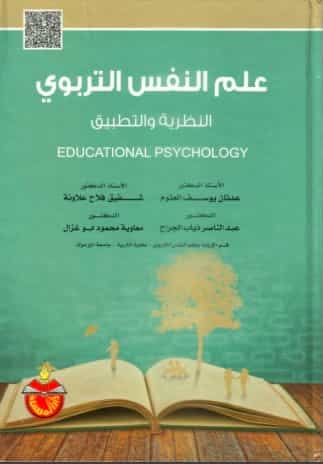 علم النفس التربوي
النظرية والتطبيق
EDUCATIONAL PSYCHOLOGY
الأستاذ الدكتور
عدنان يوسف العتوم
الأستاذ الدكتور
شفيق فلاح علاونة
الدكتور
عبد الناصر ذياب الجراح
الدكتور
معاوية محمود ابو غزال
قسم الإرشاد وعلم النفس التربوي - كلية التربية - جامعة اليرموك